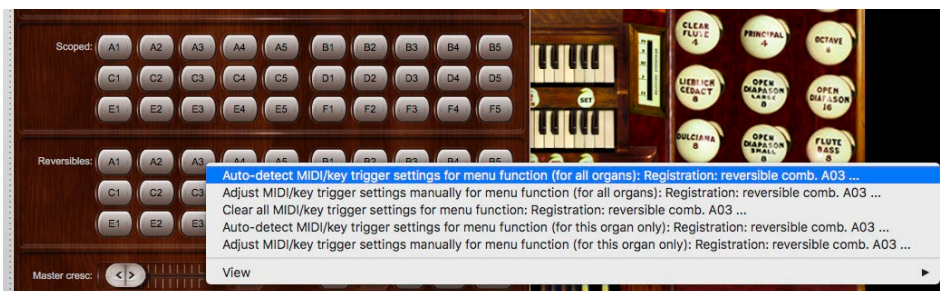 Scoped: A1 A2 A3 A4 A5 B1 B2 B3 B4 B5
C1 C2 C3 C4 C5 D1 D2 D3 D4 D5
E1 E2 E3 E4 E5 F1 F2 F3 F4 F5
Reversibles: A1 A2 A3 A4 A5 B1 B2 B3 B4 B5
C1 C2 C3
E1 E2 E3
Master cresc:
Auto-detect MIDI/key trigger settings for menu function (for all organs): Registration: reversible comb. A03 ...
Adjust MIDI/key trigger settings manually for menu function (for all organs): Registration: reversible comb. A03 ...
Clear all MIDI/key trigger settings for menu function: Registration: reversible comb. A03 ...
Auto-detect MIDI/key trigger settings for menu function (for this organ only): Registration: reversible comb. A03 ...
Adjust MIDI/key trigger settings manually for menu function (for this organ only): Registration: reversible comb. A03 ...
View
SET
CLEAR
FLUTE
4
PRINCIPAL
4
OCTAVE
LIEBLICH
GEDACT
8
OPEN
DIAPASON
LARGE
8
OPEN
DIAPASON
16
DULCIANA
8
OPEN
DIAPASON
SMALL
8
FLUTE
BASS
8